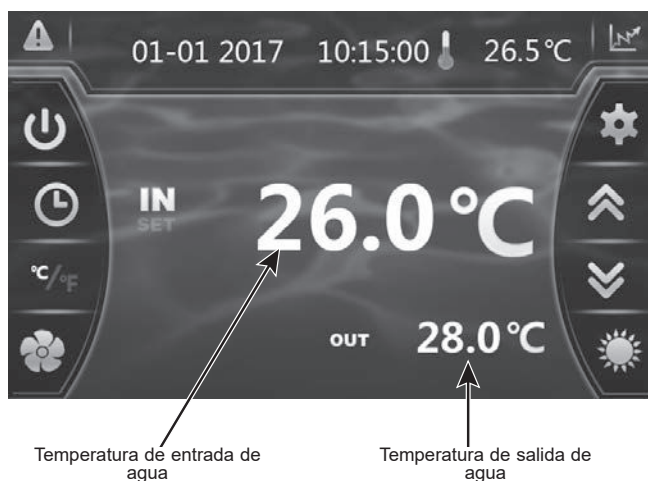 01-01 2017 10:15:00 26.5°C
IN 26.0°C
SET
°C/°F
OUT 28.0°C
Temperatura de entrada de
agua
Temperatura de salida de
agua